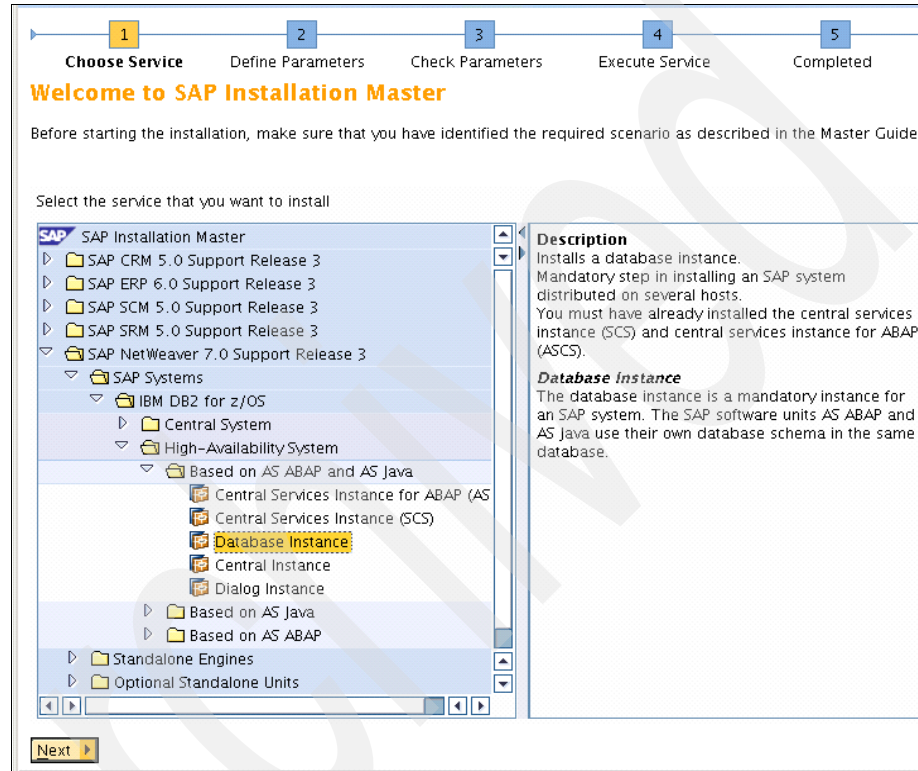 1 2 3 4 5
Choose Service Define Parameters Check Parameters Execute Service Completed
Welcome to SAP Installation Master
Before starting the installation, make sure that you have identified the required scenario as described in the Master Guide
Select the service that you want to install
SAP SAP Installation Master
SAP CRM 5.0 Support Release 3
SAP ERP 6.0 Support Release 3
SAP SCM 5.0 Support Release 3
SAP SRM 5.0 Support Release 3
SAP NetWeaver 7.0 Support Release 3
SAP Systems
IBM DB2 for z/OS
Central System
High-Availability System
Based on AS ABAP and AS Java
Central Services Instance for ABAP (AS
Central Services Instance (SCS)
Database Instance
Central Instance
Dialog Instance
Based on AS Java
Based on AS ABAP
Standalone Engines
Optional Standalone Units
Description
Installs a database instance.
Mandatory step in installing an SAP system
distributed on several hosts.
You must have already installed the central services
instance (SCS) and central services instance for ABAP
(ASCS).
Database instance
The database instance is a mandatory instance for
an SAP system. The SAP software units AS ABAP and
AS Java use their own database schema in the same
database.
Next